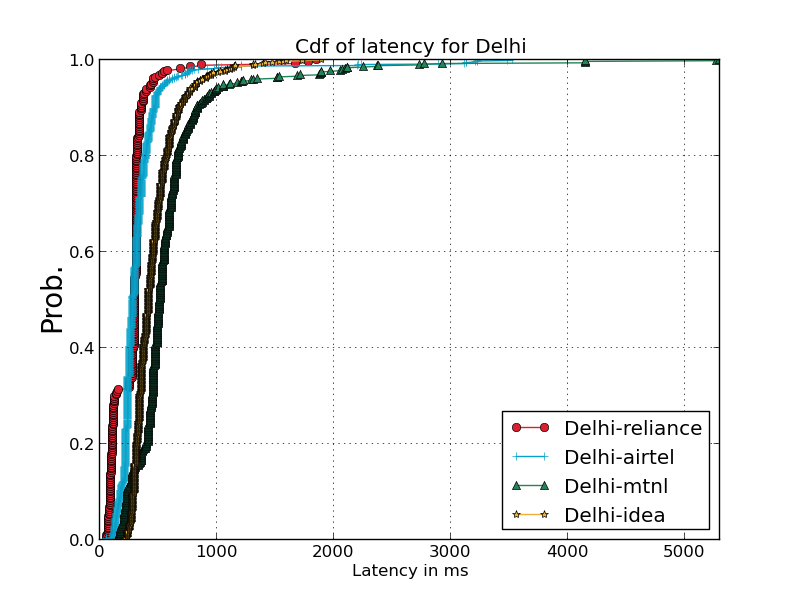 Cdf of latency for Delhi
1.0
0.8
0.6
0.4
0.2
0.0
Prob.
0
1000
2000
3000
4000
5000
Latency in ms
Delhi-reliance
Delhi-airtel
Delhi-mtnl
Delhi-idea